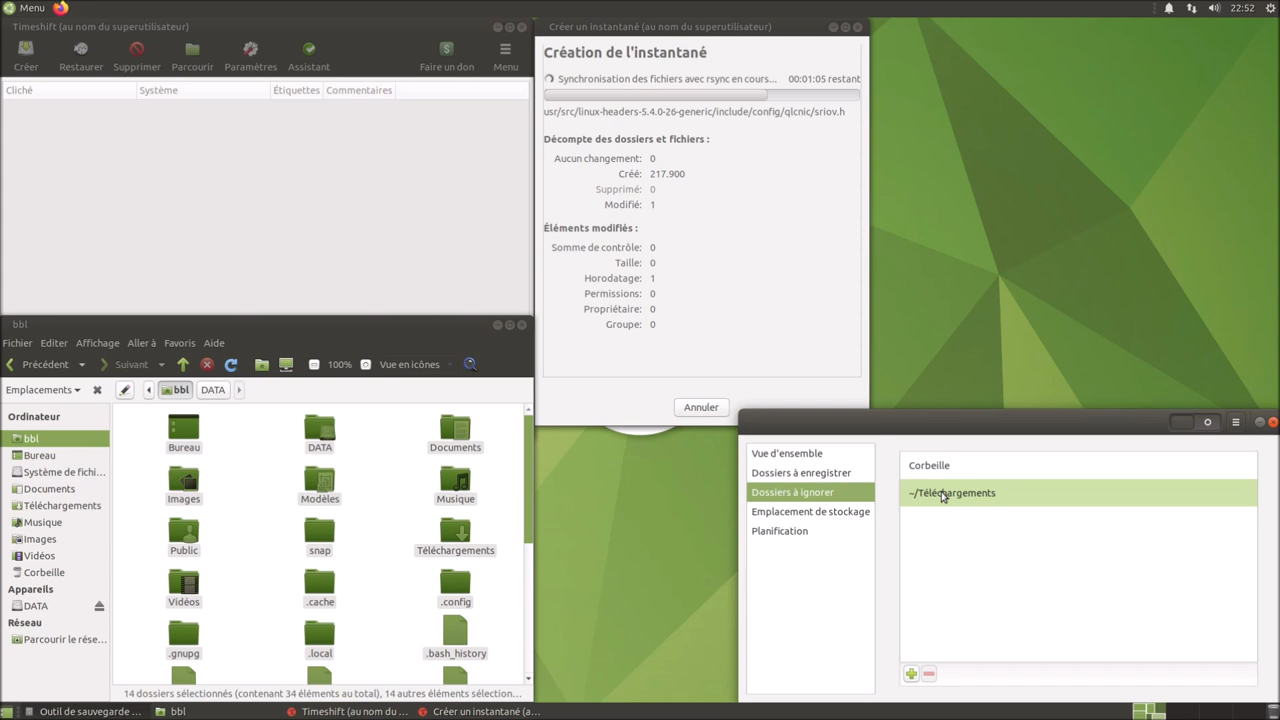 Menu
22:52
Timeshift (au nom du superutilisateur)
Créer
Restaurer
Supprimer
Parcourir
Paramètres
Assistant
Faire un don
Menu
Cliché
Système
Étiquettes
Commentaires
Créer un instantané (au nom du superutilisateur)
Création de l'instantané
Synchronisation des fichiers avec rsync en cours... 00:01:05 restant
usr/src/linux-headers-5.4.0-26-generic/include/config/qlcnic/sriov.h
Décompte des dossiers et fichiers :
Aucun changement: 0
Créé: 217.900
Supprimé: 0
Modifié: 1
Éléments modifiés :
Somme de contrôle: 0
Taille: 0
Horodatage: 1
Permissions: 0
Propriétaire: 0
Groupe: 0
Annuler
bbl
Fichier Editer Affichage Aller à Favoris Aide
Précédent Suivant 100% Vue en icônes
Emplacements bbl DATA
Ordinateur
bbl
Bureau
Système de fichi...
Documents
Téléchargements
Musique
Images
Vidéos
Corbeille
Appareils
DATA
Réseau
Parcourir le rése...
Bureau DATA Documents
Images Modèles Musique
Public snap Téléchargements
Vidéos .cache .config
.gnupg .local .bash_history
14 dossiers sélectionnés (contenant 34 éléments au total), 14 autres éléments sélection...
Vue d'ensemble
Dossiers à enregistrer
Dossiers à ignorer
Emplacement de stockage
Planification
Corbeille
~/Téléchargements
Outil de sauvegarde ...
bbl
Timeshift (au nom du ...
Créer un instantané (a...